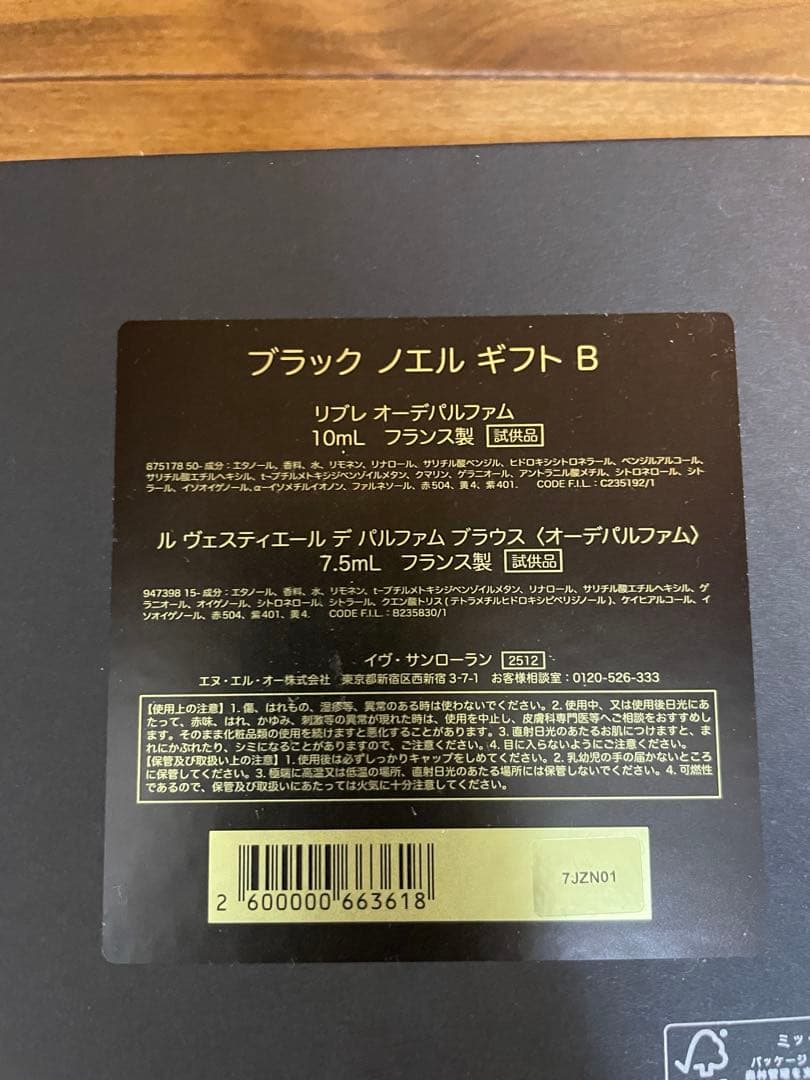 ブラック ノエル ギフト B
リブレ オーデパルファム
10mL フランス製 試供品
875178 50- 成分：エタノール、香料、水、リモネン、リナロール、サリチル酸ベンジル、ヒドロキシシトロネラール、ベンジルアルコール、
サリチル酸エチルヘキシル、t-ブチルメトキシジベンゾイルメタン、クマリン、ゲラニオール、アントラニル酸メチル、シトロネロール、シト
ラール、イソオイゲノール、α-イソメチルイオノン、ファルネソール、赤504、黄4、紫401. CODE F.I.L.：C235192/1
ル ヴェスティエール デ パルファム ブラウス〈オーデパルファム〉
7.5mL フランス製 試供品
947398 15- 成分：エタノール、香料、水、リモネン、t-ブチルメトキシジベンゾイルメタン、リナロール、サリチル酸エチルヘキシル、ゲ
ラニオール、オイゲノール、シトロネロール、シトラール、クエン酸トリス(テトラメチルヒドロキシピペリジノール)、ケイヒアルコール、イ
ソオイゲノール、赤504、紫401、黄4. CODE F.I.L.：B235830/1
イヴ・サンローラン 2512
エヌ・エル・オー株式会社 東京都新宿区西新宿3-7-1 お客様相談室：0120-526-333
【使用上の注意】1. 傷、はれもの、湿疹等、異常のある時は使わないでください。2. 使用中、又は使用後日光にあ
たって、赤味、はれ、かゆみ、刺激等の異常が現れた時は、使用を中止し、皮膚科専門医等へご相談をおすすめし
ます。そのまま化粧品類の使用を続けますと悪化することがあります。3. 直射日光のあたるお肌につけますと、ま
れにかぶれたり、シミになることがありますので、ご注意ください。4. 目に入らないようにご注意ください。
【保管及び取扱い上の注意】1. 使用後は必ずしっかりキャップをしめてください。2. 乳幼児の手の届かないところ
に保管してください。3. 極端に高温又は低温の場所、直射日光のあたる場所には保管しないでください。4. 可燃性
であるので、保管及び取扱いにあたっては火気に十分注意してください。
7JZN01
2 600000 663618
ミッ
パッケージ